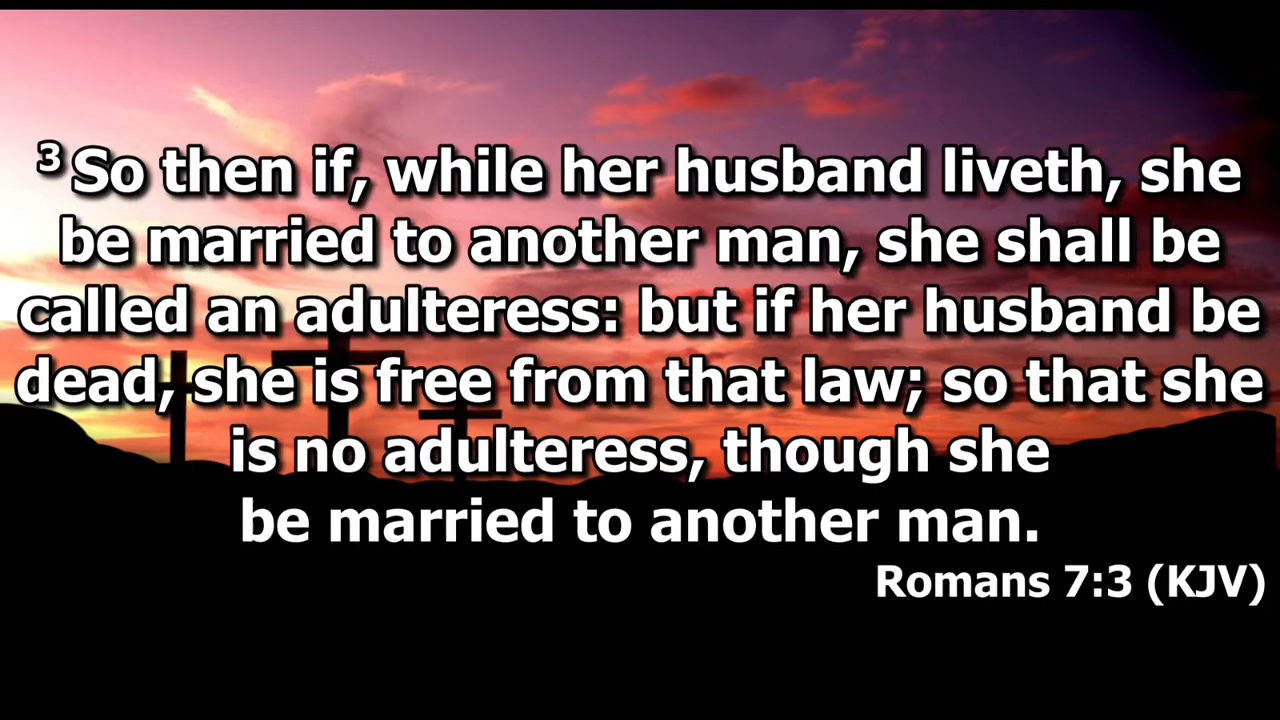 3 So then if, while her husband liveth, she
be married to another man, she shall be
called an adulteress: but if her husband be
dead, she is free from that law; so that she
is no adulteress, though she
be married to another man.
Romans 7:3 (KJV)